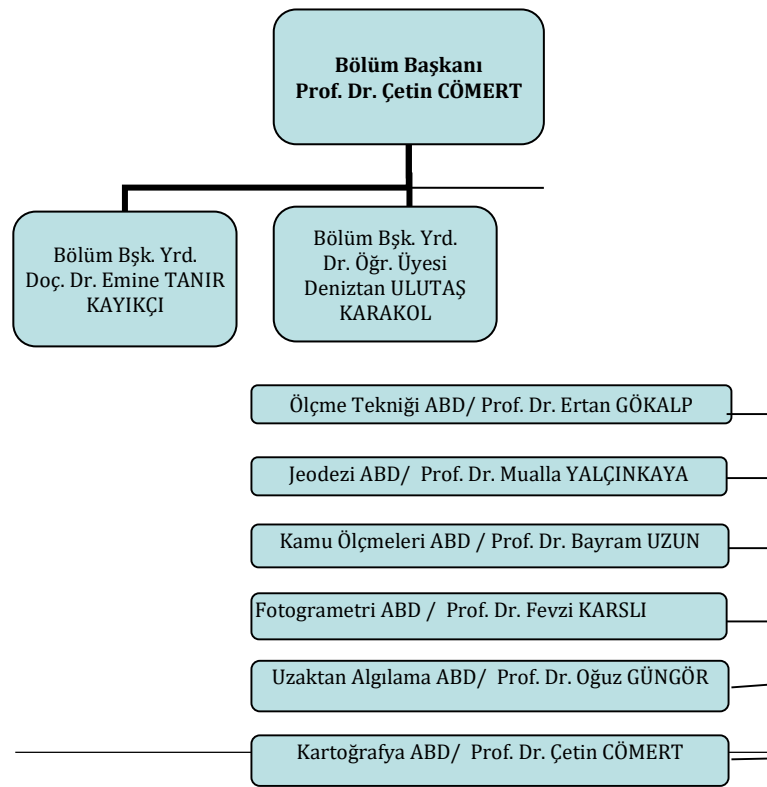 Bölüm Başkanı
Prof. Dr. Çetin CÖMERT
Bölüm Bşk. Yrd.
Doç. Dr. Emine TANIR
KAYIKÇI
Bölüm Bşk. Yrd.
Dr. Öğr. Üyesi
Deniztan ULUTAŞ
KARAKOL
Ölçme Tekniği ABD/ Prof. Dr. Ertan GÖKALP
Jeodezi ABD/ Prof. Dr. Mualla YALÇINKAYA
Kamu Ölçmeleri ABD / Prof. Dr. Bayram UZUN
Fotogrametri ABD / Prof. Dr. Fevzi KARSLI
Uzaktan Algılama ABD/ Prof. Dr. Oğuz GÜNGÖR
Kartoğrafya ABD/ Prof. Dr. Çetin CÖMERT